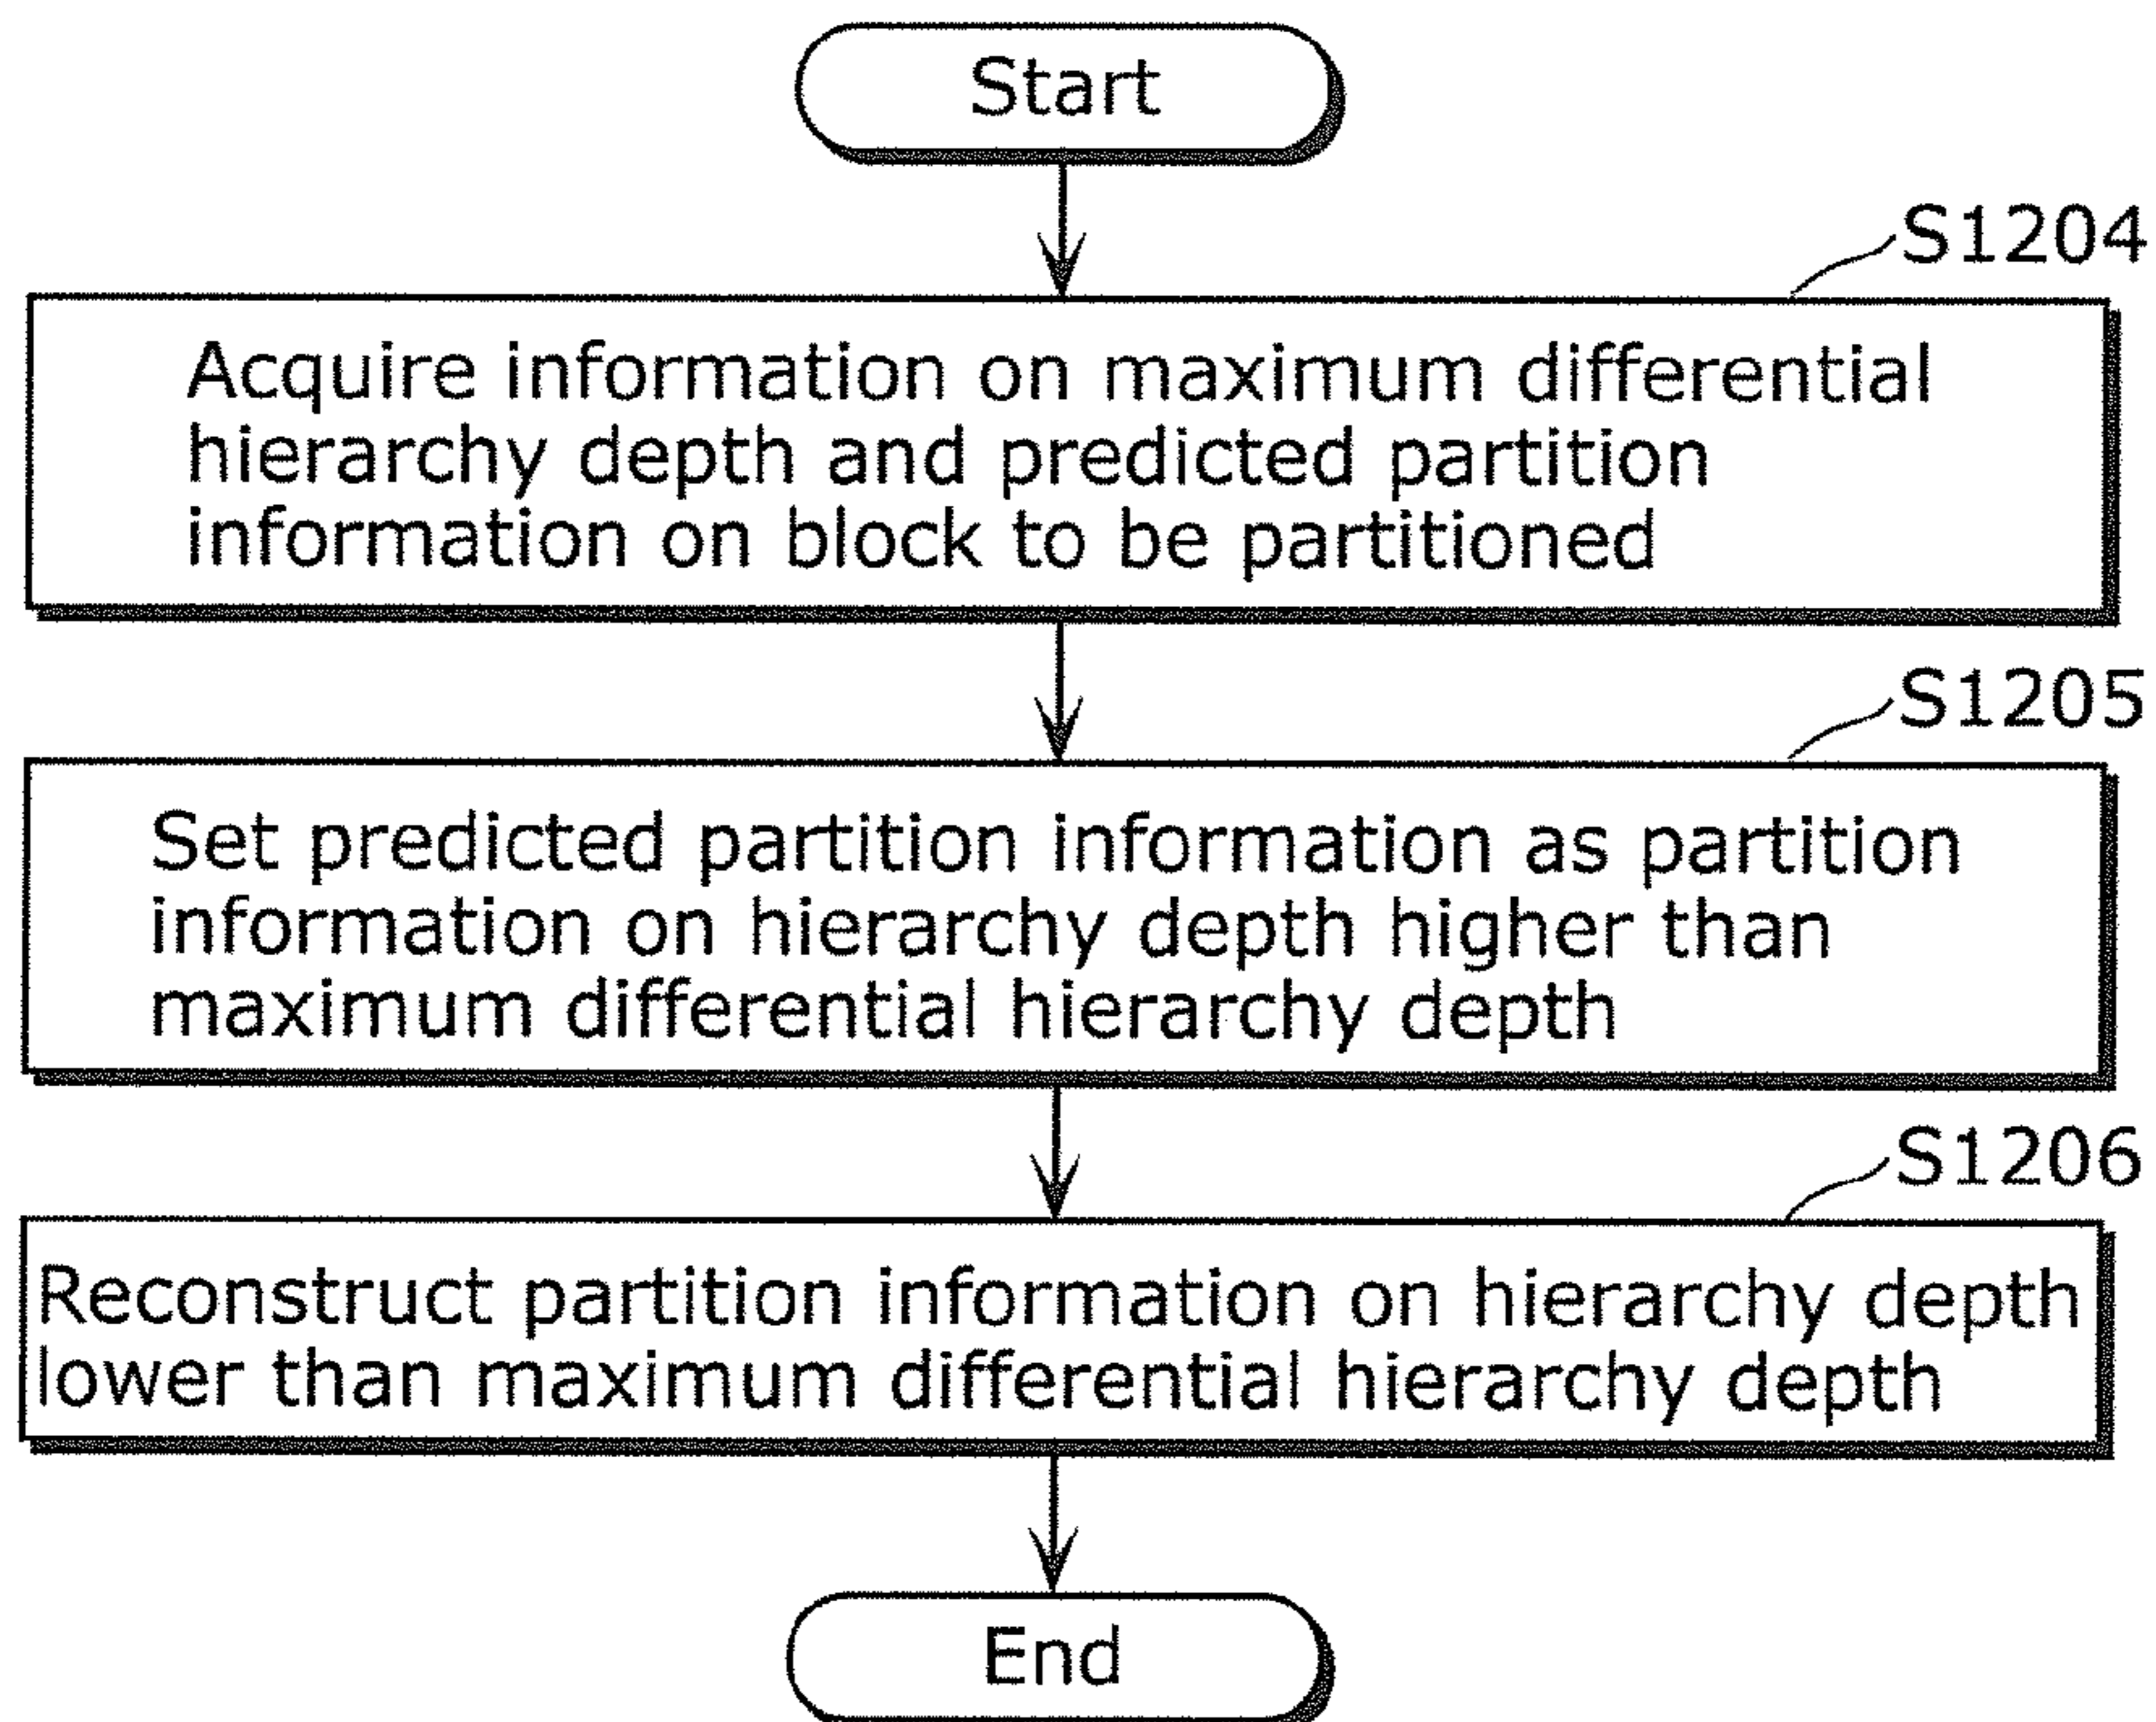 Start
S1204
Acquire information on maximum differential
hierarchy depth and predicted partition
information on block to be partitioned
S1205
Set predicted partition information as partition
information on hierarchy depth higher than
maximum differential hierarchy depth
S1206
Reconstruct partition information on hierarchy depth
lower than maximum differential hierarchy depth
End